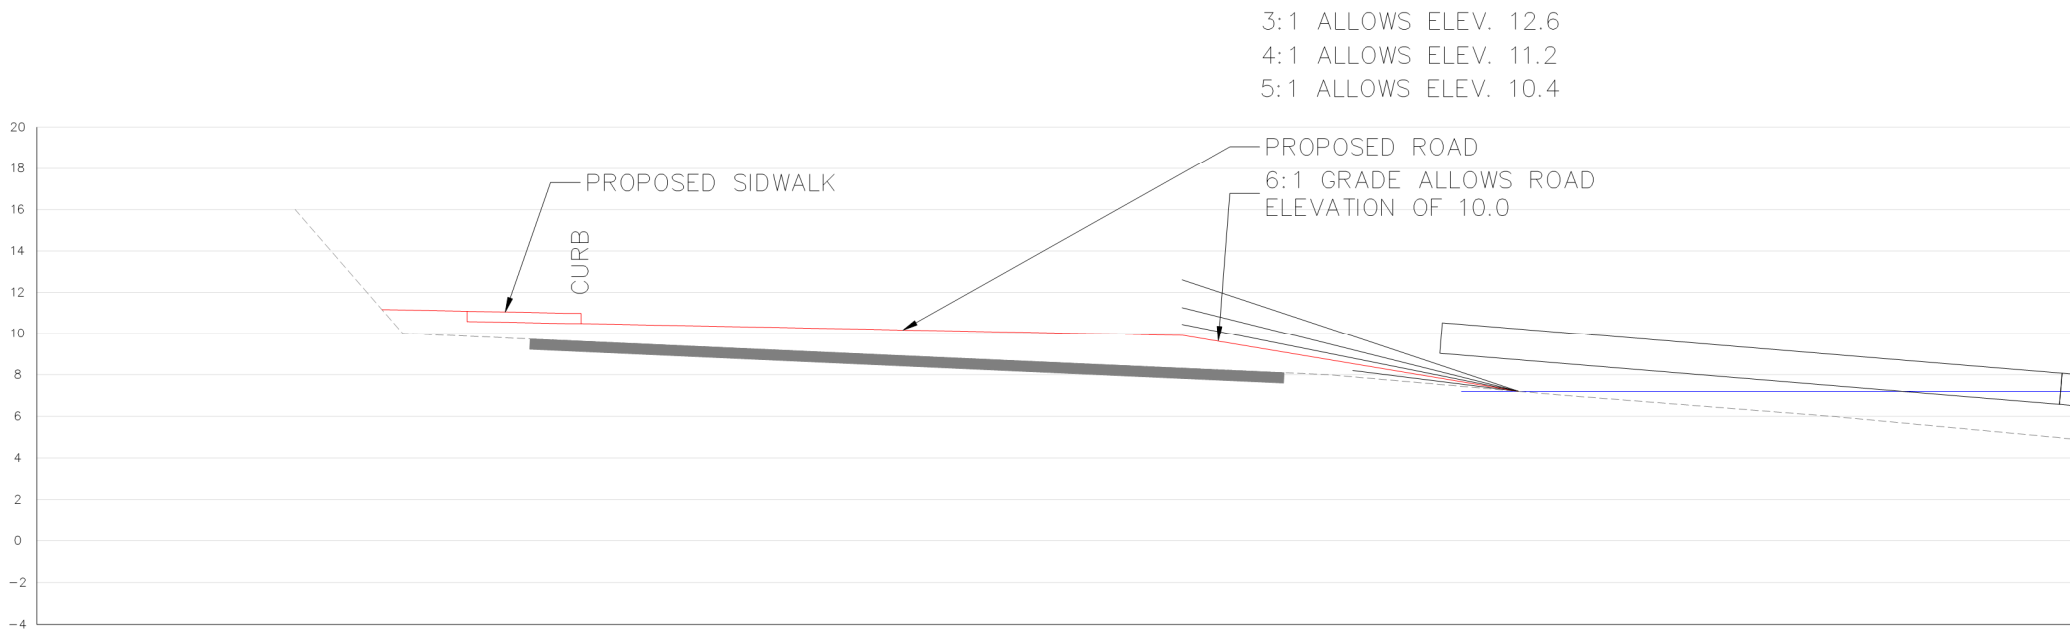 3:1 ALLOWS ELEV. 12.6
4:1 ALLOWS ELEV. 11.2
5:1 ALLOWS ELEV. 10.4
20
18
16
14
12
10
8
6
4
2
0
-2
-4
PROPOSED ROAD
6:1 GRADE ALLOWS ROAD
ELEVATION OF 10.0
PROPOSED SIDWALK
CURB